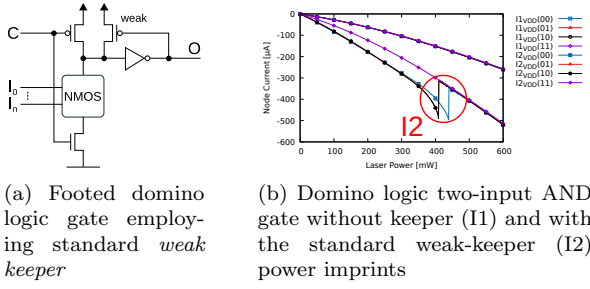 weak
C
O
I0
In
NMOS
Node Current [µA]
0
-100
-200
-300
-400
-500
-600
0 100 200 300 400 500 600
Laser Power [mW]
I2
I1VDD(00)
I1VDD(01)
I1VDD(10)
I1VDD(11)
I2VDD(00)
I2VDD(01)
I2VDD(10)
I2VDD(11)
(a) Footed domino
logic gate employ-
ing standard weak
keeper
(b) Domino logic two-input AND
gate without keeper (I1) and with
the standard weak-keeper (I2)
power imprints